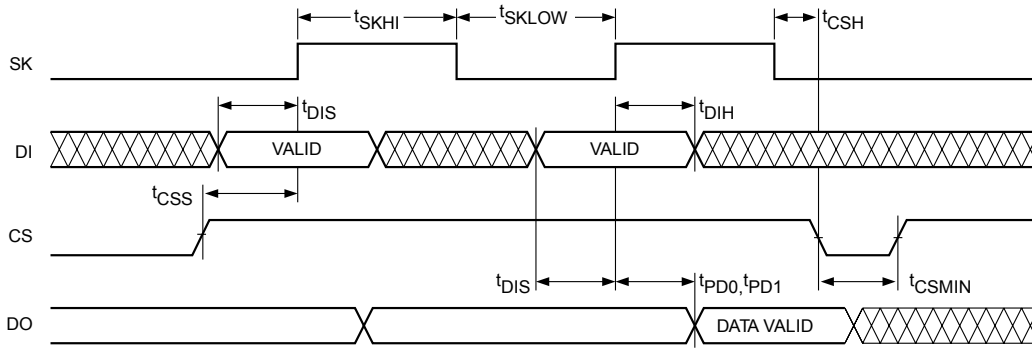 tSKHI tSKLOW tCSH
SK
tDIS tDIH
DI VALID VALID
tCSS
CS
tDIS tPD0,tPD1 tCSMIN
DO DATA VALID